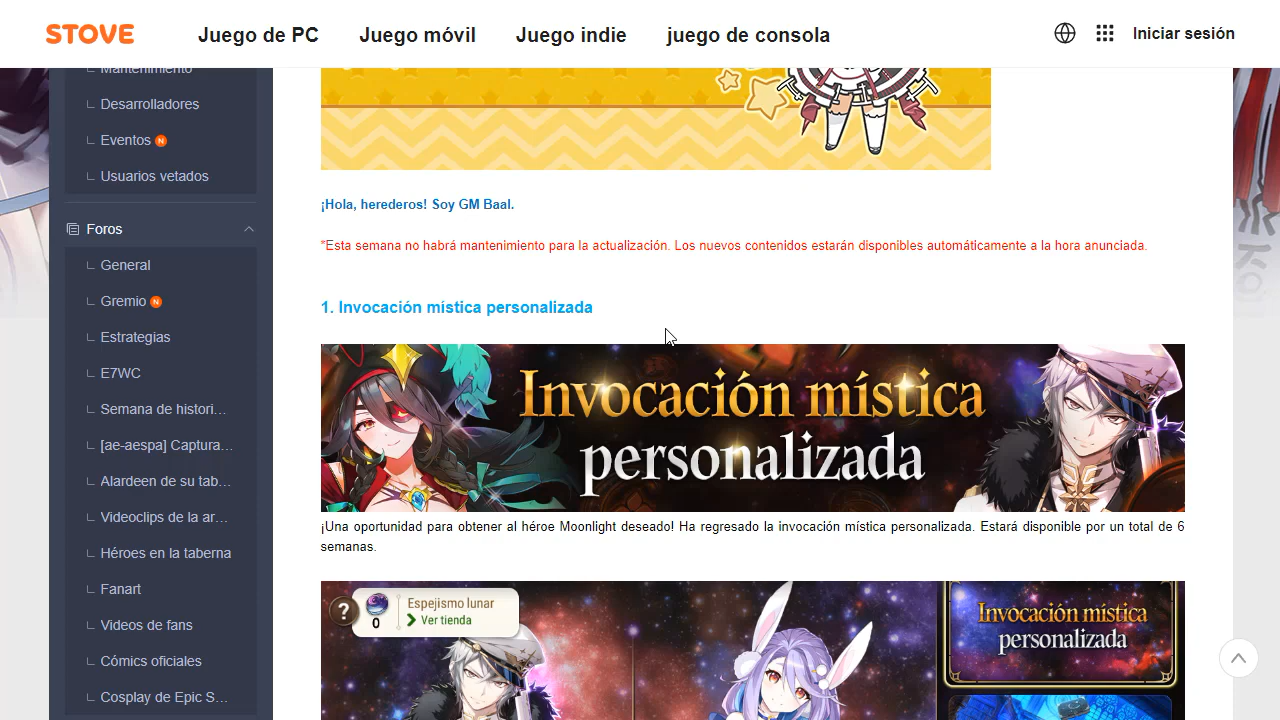 STOVE
Juego de PC
Juego móvil
Juego indie
juego de consola
Iniciar sesión
Mantenimiento
Desarrolladores
Eventos N
Usuarios vetados
Foros
General
Gremio N
Estrategias
E7WC
Semana de histori...
[ae-aespa] Captura...
Alardeen de su tab...
Videoclips de la ar...
Héroes en la taberna
Fanart
Videos de fans
Cómics oficiales
Cosplay de Epic S...
¡Hola, herederos! Soy GM Baal.
*Esta semana no habrá mantenimiento para la actualización. Los nuevos contenidos estarán disponibles automáticamente a la hora anunciada.
1. Invocación mística personalizada
Invocación mística
personalizada
¡Una oportunidad para obtener al héroe Moonlight deseado! Ha regresado la invocación mística personalizada. Estará disponible por un total de 6
semanas.
?
0
Espejismo lunar
Ver tienda
Invocación mística
personalizada